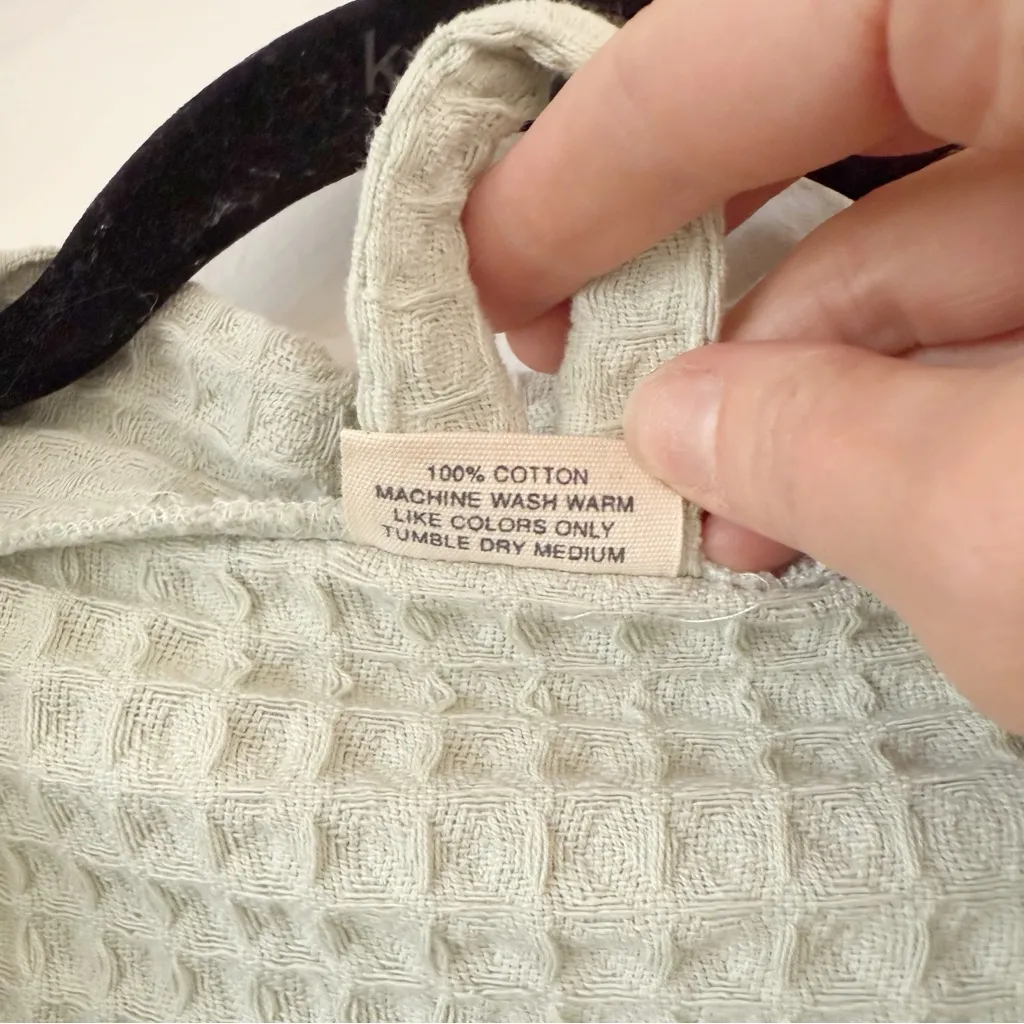 100% COTTON
MACHINE WASH WARM
LIKE COLORS ONLY
TUMBLE DRY MEDIUM